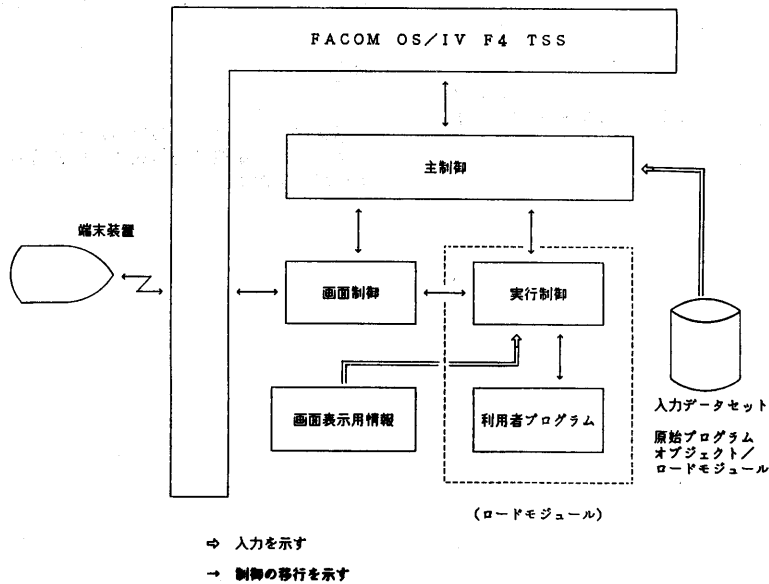 FACOM OS/IV F4 TSS
主制御
端末装置
画面制御
実行制御
画面表示用情報
利用者プログラム
入力データセット
原始プログラム
オブジェクト/
ロードモジュール
(ロードモジュール)
⇨ 入力を示す
→ 制御の移行を示す